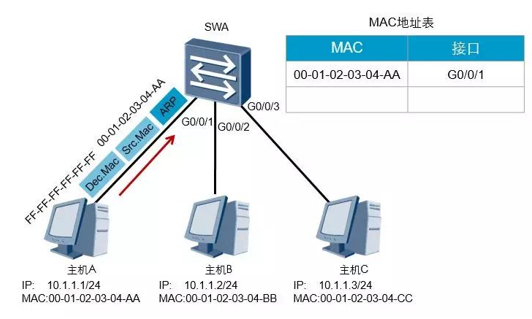 SWA
MAC地址表
MAC 接口
00-01-02-03-04-AA G0/0/1
FF-FF-FF-FF-FF-FF 00-01-02-03-04-AA
Dec.Mac Src.Mac ARP
G0/0/1 G0/0/2 G0/0/3
主机A
IP: 10.1.1.1/24
MAC:00-01-02-03-04-AA
主机B
IP: 10.1.1.2/24
MAC:00-01-02-03-04-BB
主机C
IP: 10.1.1.3/24
MAC:00-01-02-03-04-CC